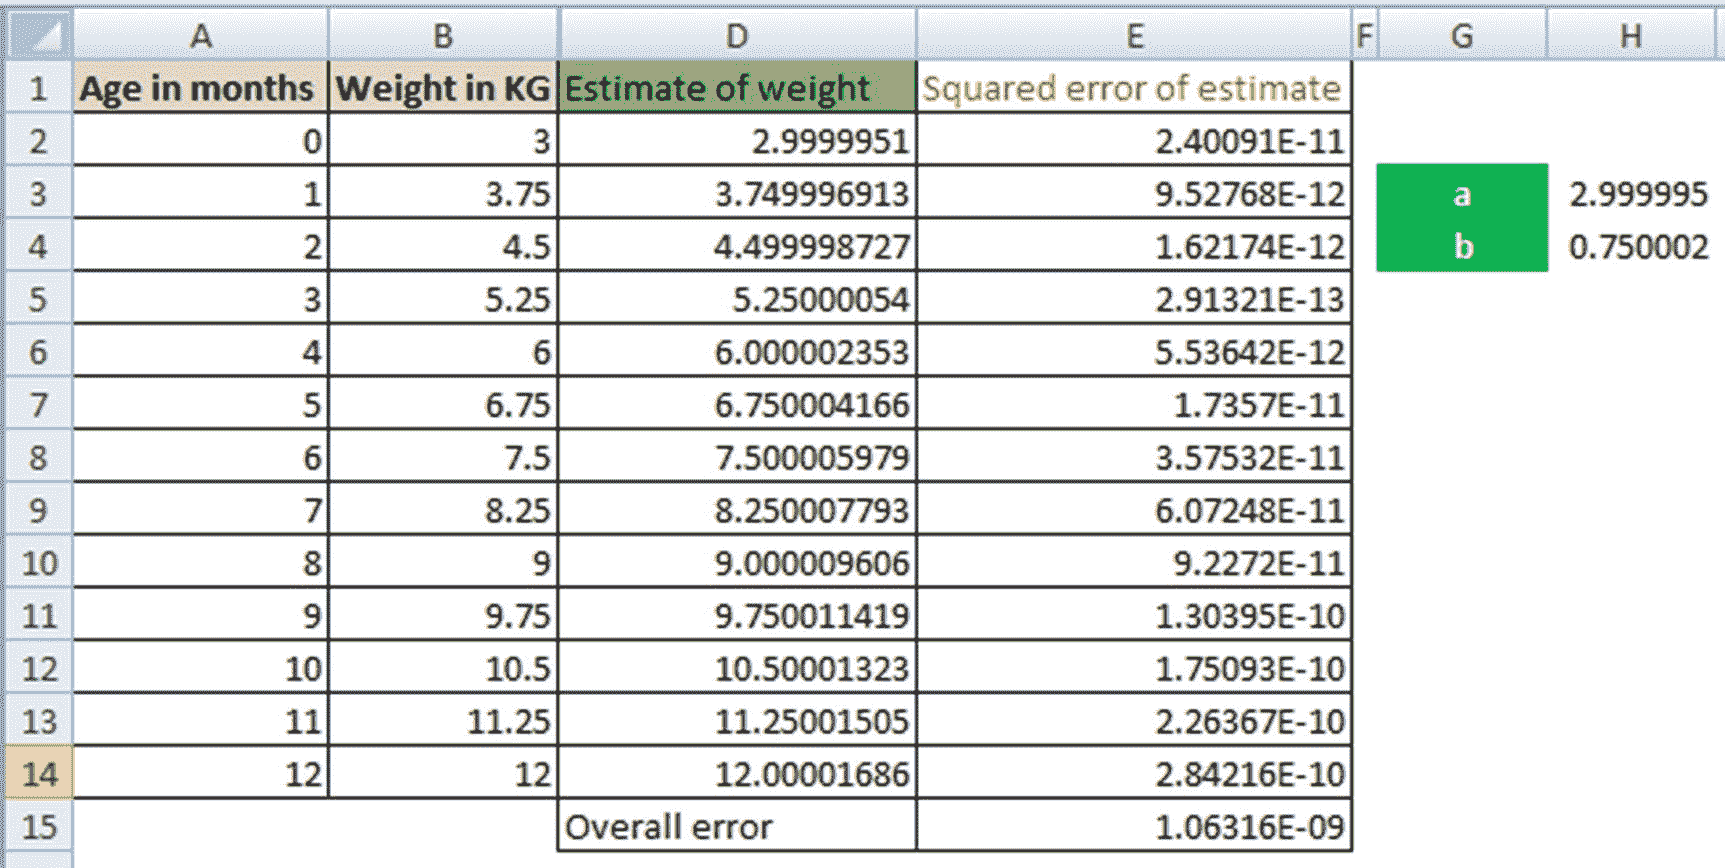 A B D E F G H
1 Age in months Weight in KG Estimate of weight Squared error of estimate
2 0 3 2.9999951 2.40091E-11
3 1 3.75 3.749996913 9.52768E-12 a 2.999995
4 2 4.5 4.499998727 1.62174E-12 b 0.750002
5 3 5.25 5.25000054 2.91321E-13
6 4 6 6.000002353 5.53642E-12
7 5 6.75 6.750004166 1.7357E-11
8 6 7.5 7.500005979 3.57532E-11
9 7 8.25 8.250007793 6.07248E-11
10 8 9 9.000009606 9.2272E-11
11 9 9.75 9.750011419 1.30395E-10
12 10 10.5 10.50001323 1.75093E-10
13 11 11.25 11.25001505 2.26367E-10
14 12 12 12.00001686 2.84216E-10
15 Overall error 1.06316E-09